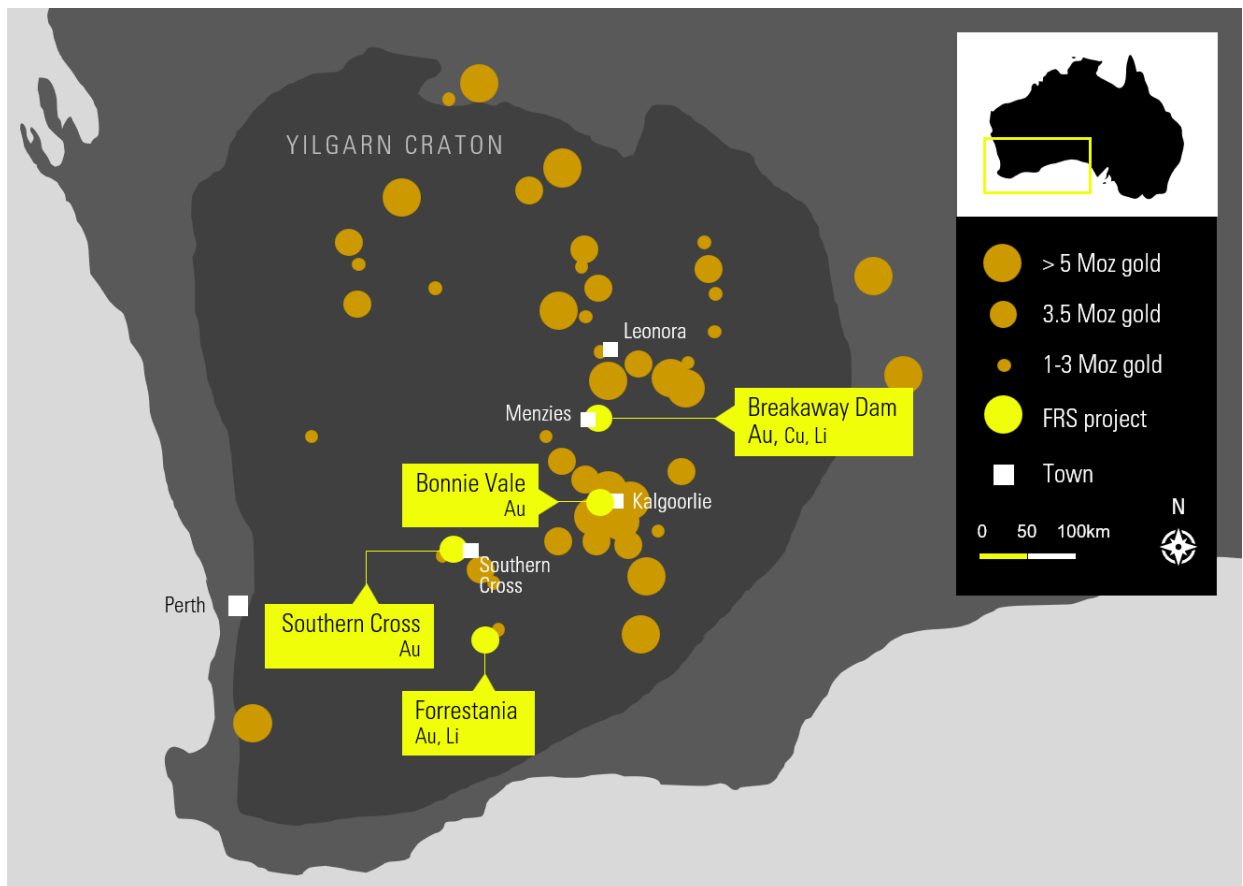 YILGARN CRATON
Leonora
Menzies
Breakaway Dam
Au, Cu, Li
Bonnie Vale
Au
Kalgoorlie
Southern
Cross
Perth
Southern Cross
Au
Forrestania
Au, Li
> 5 Moz gold
3.5 Moz gold
1-3 Moz gold
FRS project
Town
N
0 50 100km